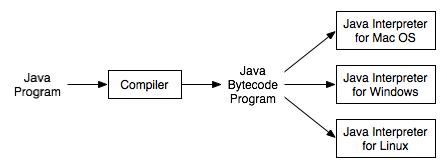 Java
Program
Compiler
Java
Bytecode
Program
Java Interpreter
for Mac OS
Java Interpreter
for Windows
Java Interpreter
for Linux